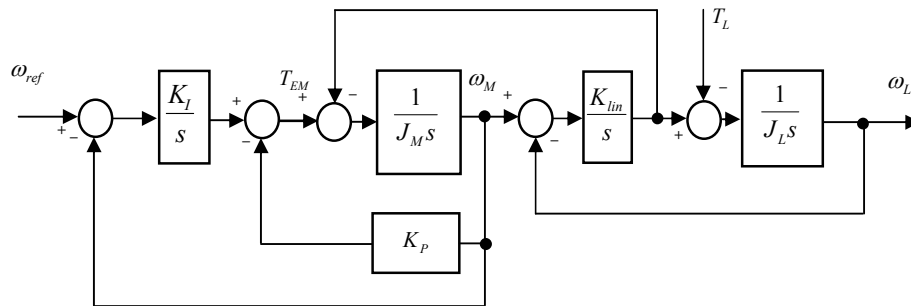 T_L
ω_ref
+
-
K_I / s
+
-
T_EM
+
-
1 / J_M s
ω_M
+
-
K_lin / s
+
-
1 / J_L s
ω_L
K_P